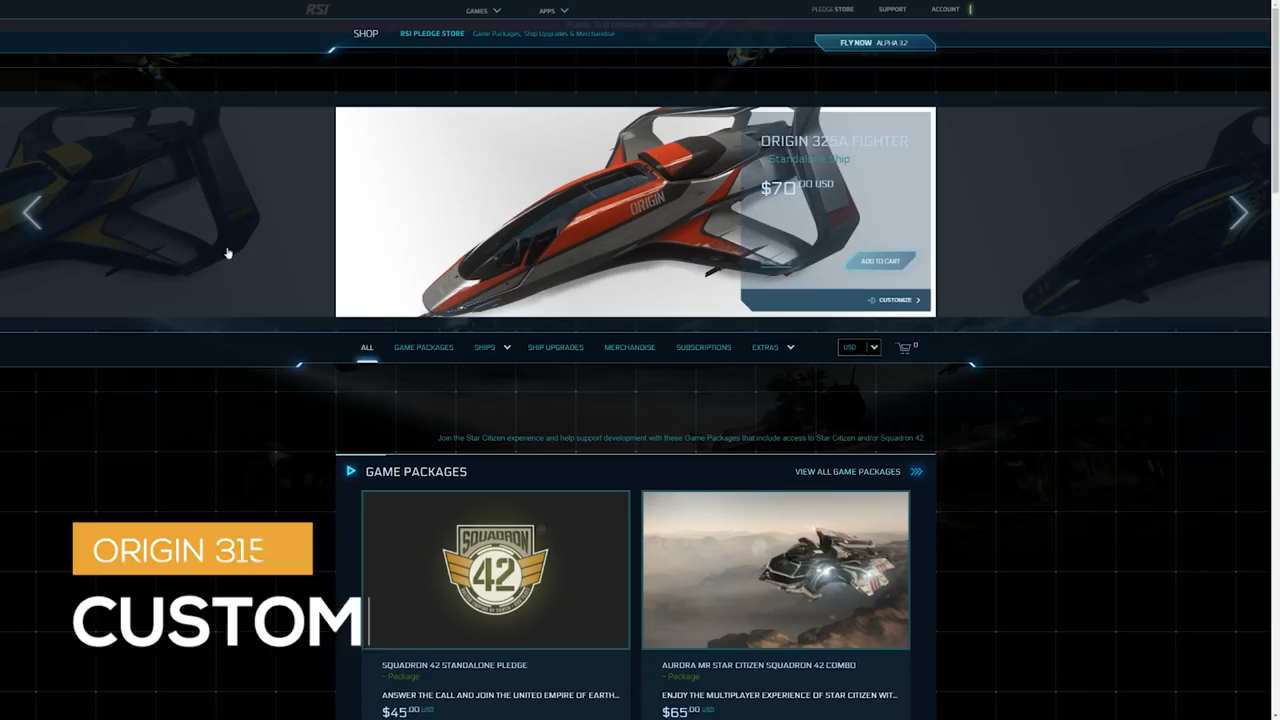 RSI
GAMES
APPS
PLEDGE STORE
SUPPORT
ACCOUNT
SHOP
RSI PLEDGE STORE
Game Packages, Ship Upgrades & Merchandise
FLY NOW ALPHA 3.2
ORIGIN 325A FIGHTER
- Standalone Ship
$70.00 USD
ORIGIN
ADD TO CART
CUSTOMIZE
ALL
GAME PACKAGES
SHIPS
SHIP UPGRADES
MERCHANDISE
SUBSCRIPTIONS
EXTRAS
USD
0
Join the Star Citizen experience and help support development with these Game Packages that include access to Star Citizen and/or Squadron 42.
GAME PACKAGES
VIEW ALL GAME PACKAGES
SQUADRON
42
ORIGIN 315
CUSTOM
SQUADRON 42 STANDALONE PLEDGE
- Package
ANSWER THE CALL AND JOIN THE UNITED EMPIRE OF EARTH...
$45.00 USD
AURORA MR STAR CITIZEN SQUADRON 42 COMBO
- Package
ENJOY THE MULTIPLAYER EXPERIENCE OF STAR CITIZEN WIT...
$65.00 USD